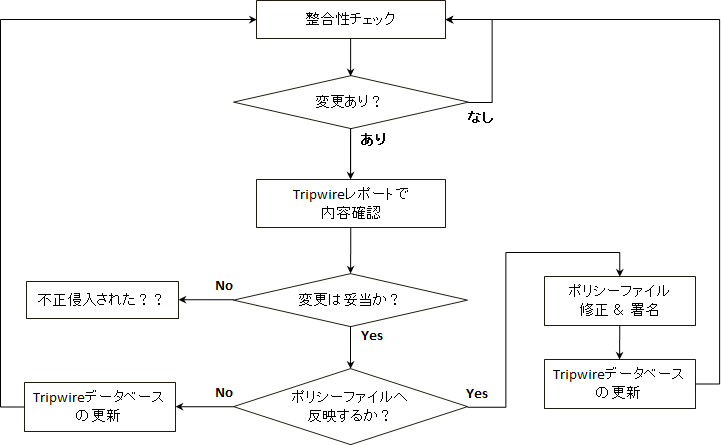 整合性チェック
変更あり？
なし
あり
Tripwireレポートで
内容確認
変更は妥当か？
No
不正侵入された？？
Yes
ポリシーファイルへ
反映するか？
No
Tripwireデータベース
の更新
Yes
ポリシーファイル
修正 ＆ 署名
Tripwireデータベース
の更新